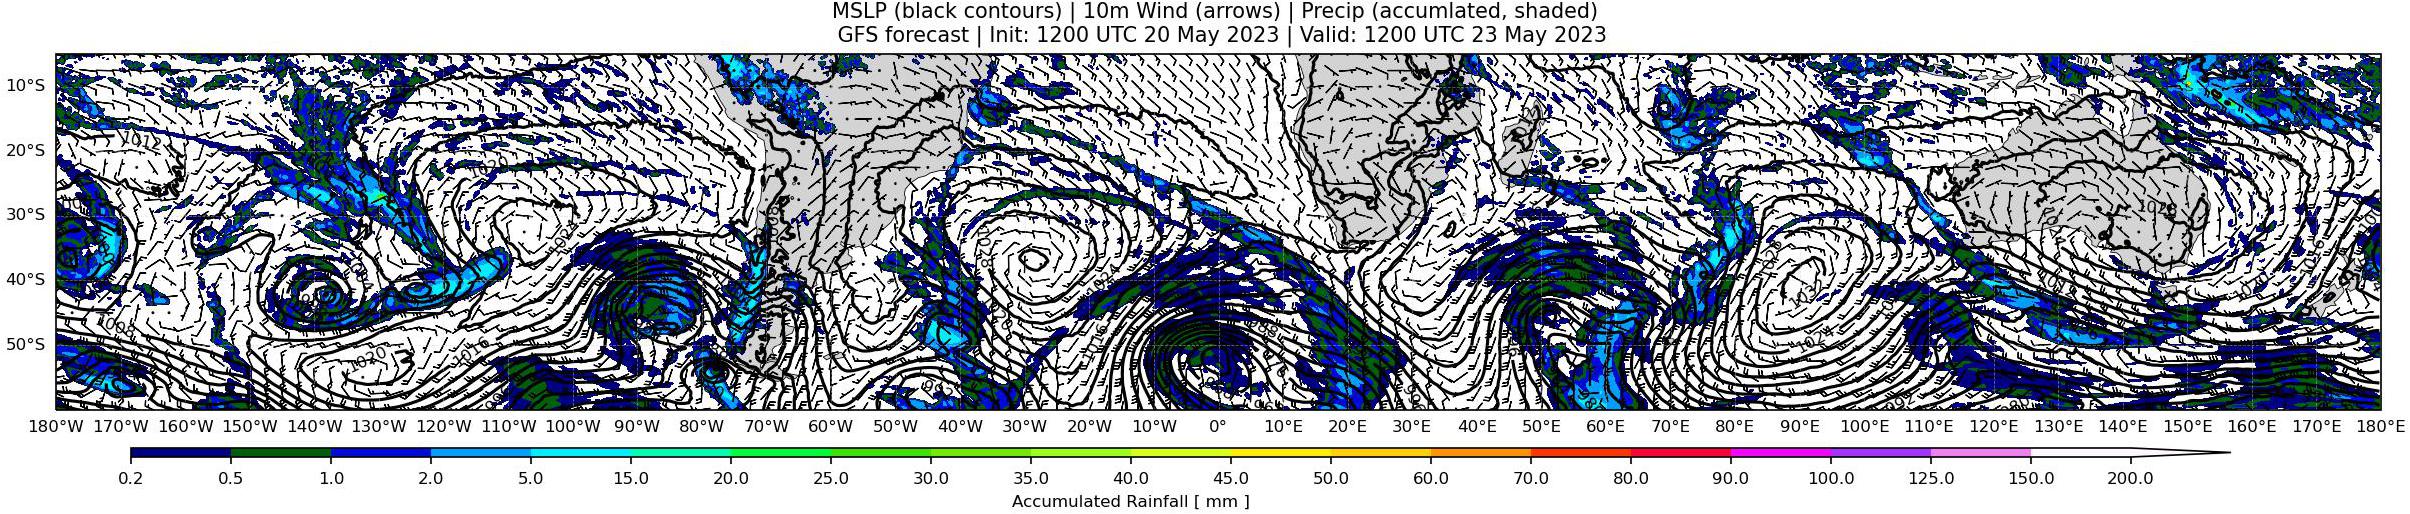 MSLP (black contours) | 10m Wind (arrows) | Precip (accumlated, shaded)
GFS forecast | Init: 1200 UTC 20 May 2023 | Valid: 1200 UTC 23 May 2023
10°S
20°S
30°S
40°S
50°S
1012
1020
1024
1028
1032
1024
1020
1016
1008
180°W 170°W 160°W 150°W 140°W 130°W 120°W 110°W 100°W 90°W 80°W 70°W 60°W 50°W 40°W 30°W 20°W 10°W 0° 10°E 20°E 30°E 40°E 50°E 60°E 70°E 80°E 90°E 100°E 110°E 120°E 130°E 140°E 150°E 160°E 170°E 180°E
0.2 0.5 1.0 2.0 5.0 15.0 20.0 25.0 30.0 35.0 40.0 45.0 50.0 60.0 70.0 80.0 90.0 100.0 125.0 150.0 200.0
Accumulated Rainfall [ mm ]